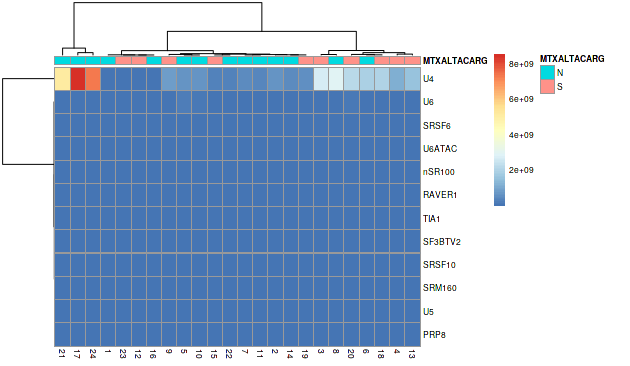 MTXALTACARG
U4
U6
SRSF6
U6ATAC
nSR100
RAVER1
TIA1
SF3BTV2
SRSF10
SRM160
U5
PRP8
21 17 24 1 23 12 16 9 5 10 15 22 7 11 2 14 19 3 8 20 6 18 4 13
8e+09
6e+09
4e+09
2e+09
MTXALTACARG
N
S